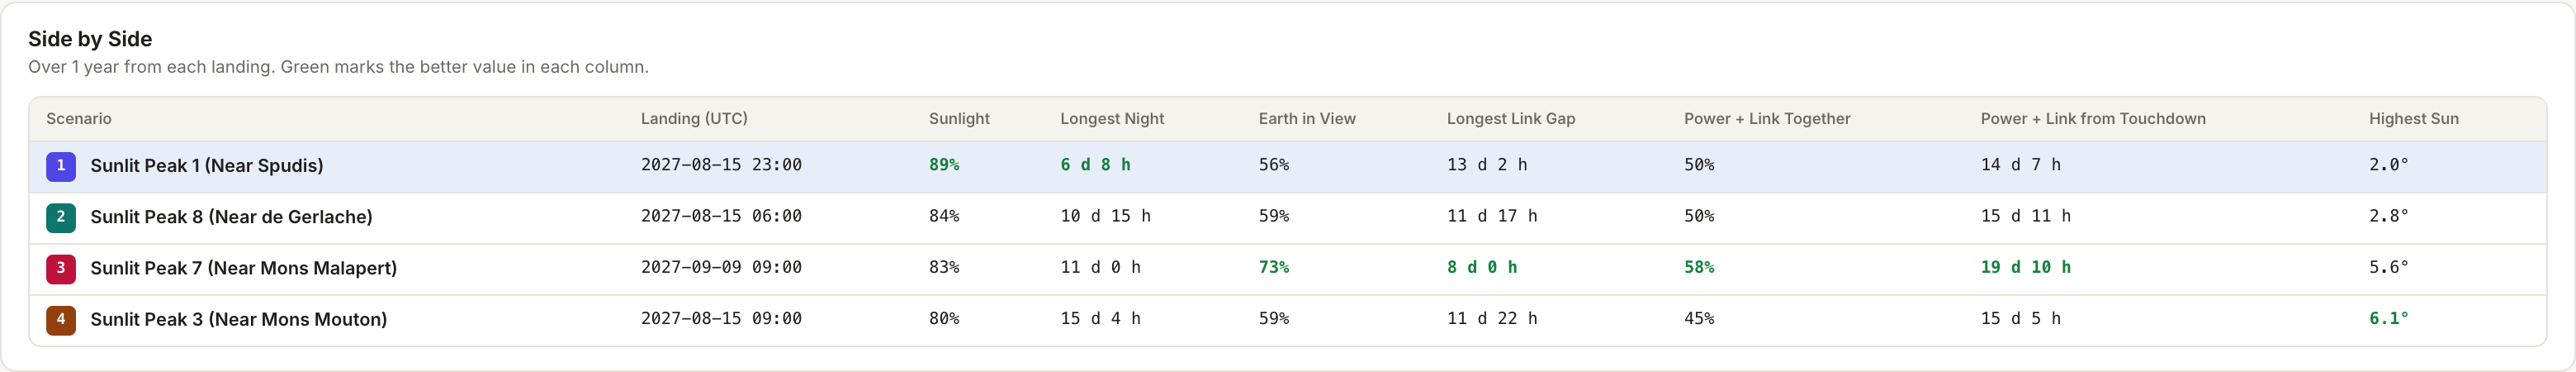 Side by Side
Over 1 year from each landing. Green marks the better value in each column.
Scenario Landing (UTC) Sunlight Longest Night Earth in View Longest Link Gap Power + Link Together Power + Link from Touchdown Highest Sun
1 Sunlit Peak 1 (Near Spudis) 2027-08-15 23:00 89% 6 d 8 h 56% 13 d 2 h 50% 14 d 7 h 2.0°
2 Sunlit Peak 8 (Near de Gerlache) 2027-08-15 06:00 84% 10 d 15 h 59% 11 d 17 h 50% 15 d 11 h 2.8°
3 Sunlit Peak 7 (Near Mons Malapert) 2027-09-09 09:00 83% 11 d 0 h 73% 8 d 0 h 58% 19 d 10 h 5.6°
4 Sunlit Peak 3 (Near Mons Mouton) 2027-08-15 09:00 80% 15 d 4 h 59% 11 d 22 h 45% 15 d 5 h 6.1°